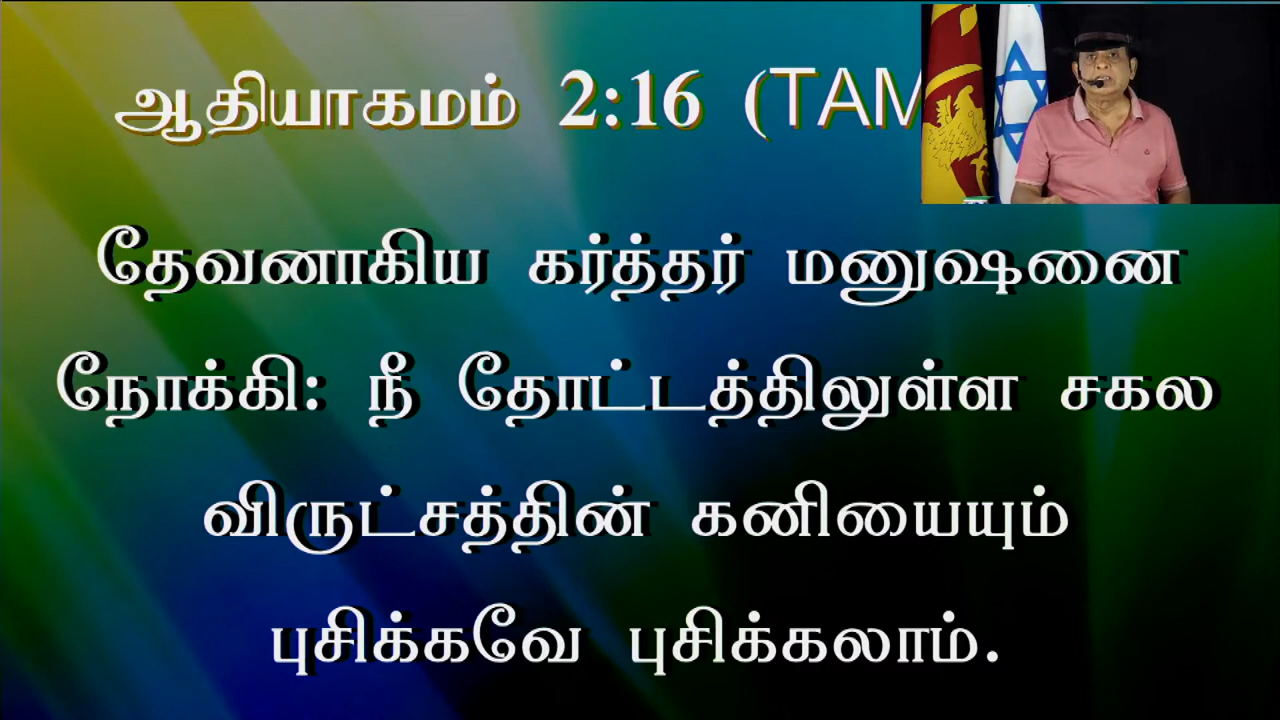 ஆதியாகமம் 2:16 (TAM
தேவனாகிய கர்த்தர் மனுஷனை
நோக்கி: நீ தோட்டத்திலுள்ள சகல
விருட்சத்தின் கனியையும்
புசிக்கவே புசிக்கலாம்.